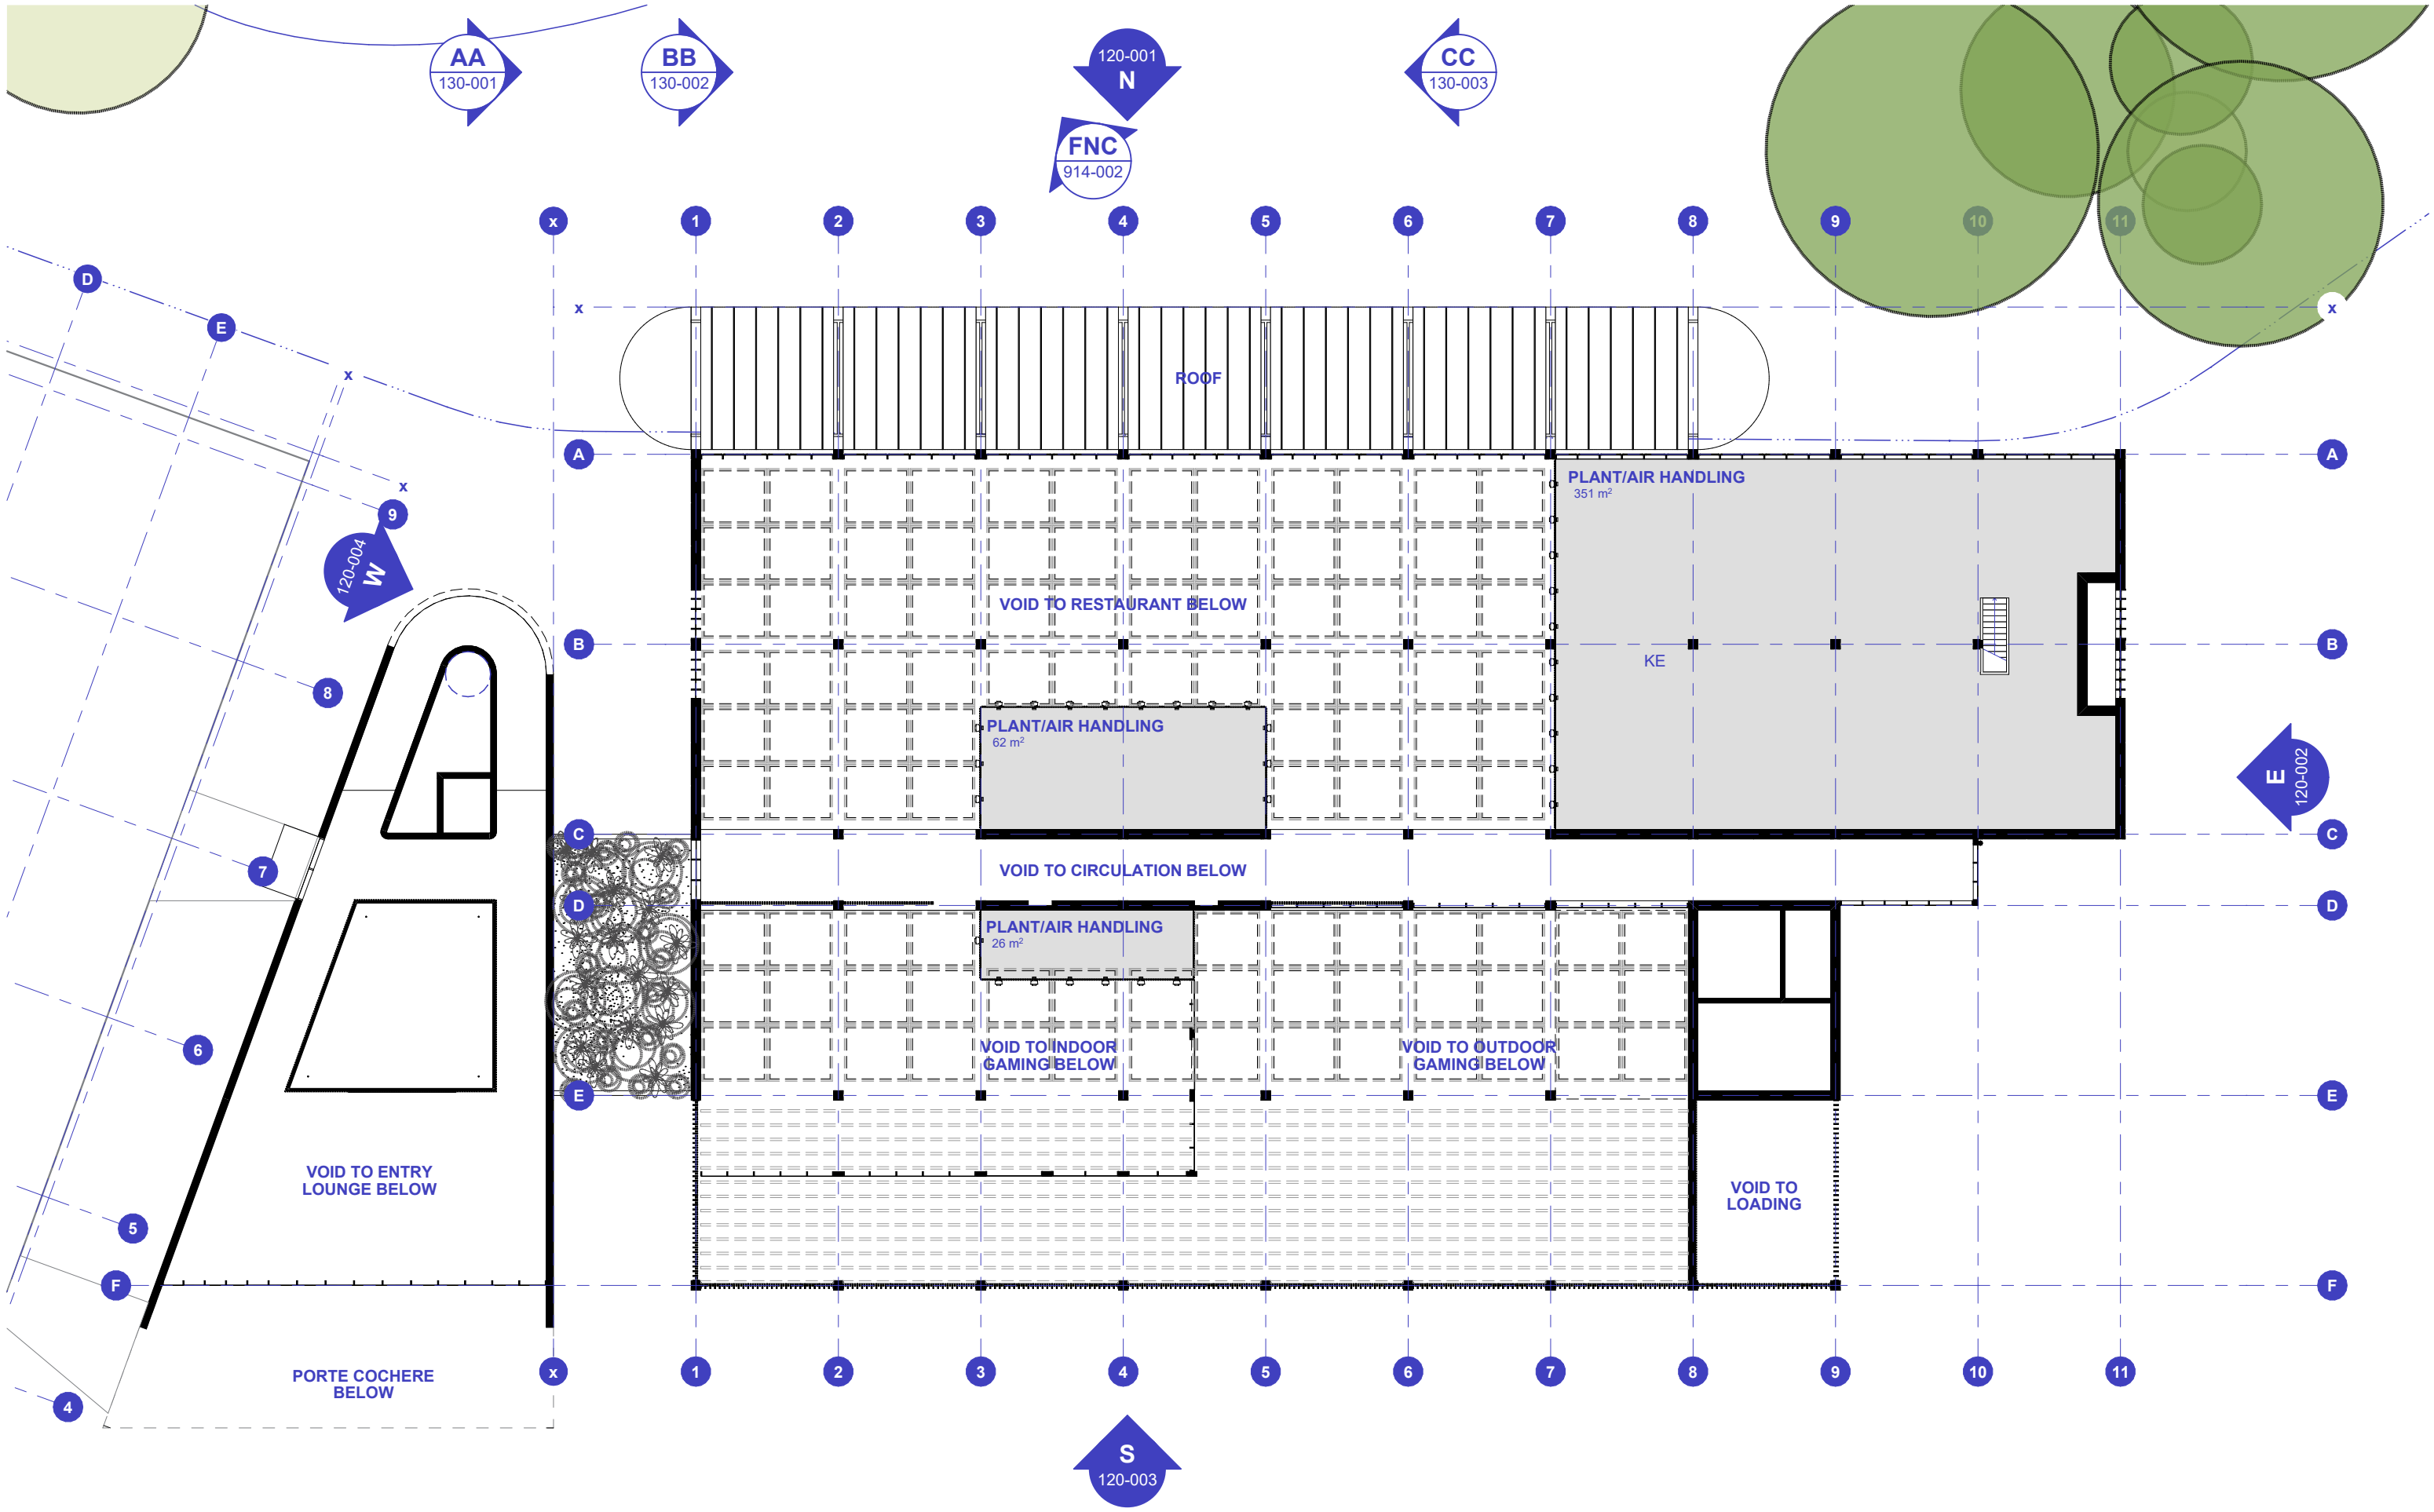 AA
130-001
BB
130-002
120-001
N
CC
130-003
FNC
914-002
x
1
2
3
4
5
6
7
8
9
10
11
D
E
x
x
x
ROOF
A
A
PLANT/AIR HANDLING
351 m²
x
9
120-004
W
VOID TO RESTAURANT BELOW
B
B
KE
8
PLANT/AIR HANDLING
62 m²
E
120-002
C
C
7
VOID TO CIRCULATION BELOW
D
D
PLANT/AIR HANDLING
26 m²
6
VOID TO INDOOR
GAMING BELOW
VOID TO OUTDOOR
GAMING BELOW
E
E
VOID TO ENTRY
LOUNGE BELOW
VOID TO
LOADING
5
F
F
F
PORTE COCHERE
BELOW
x
1
2
3
4
5
6
7
8
9
10
11
4
S
120-003